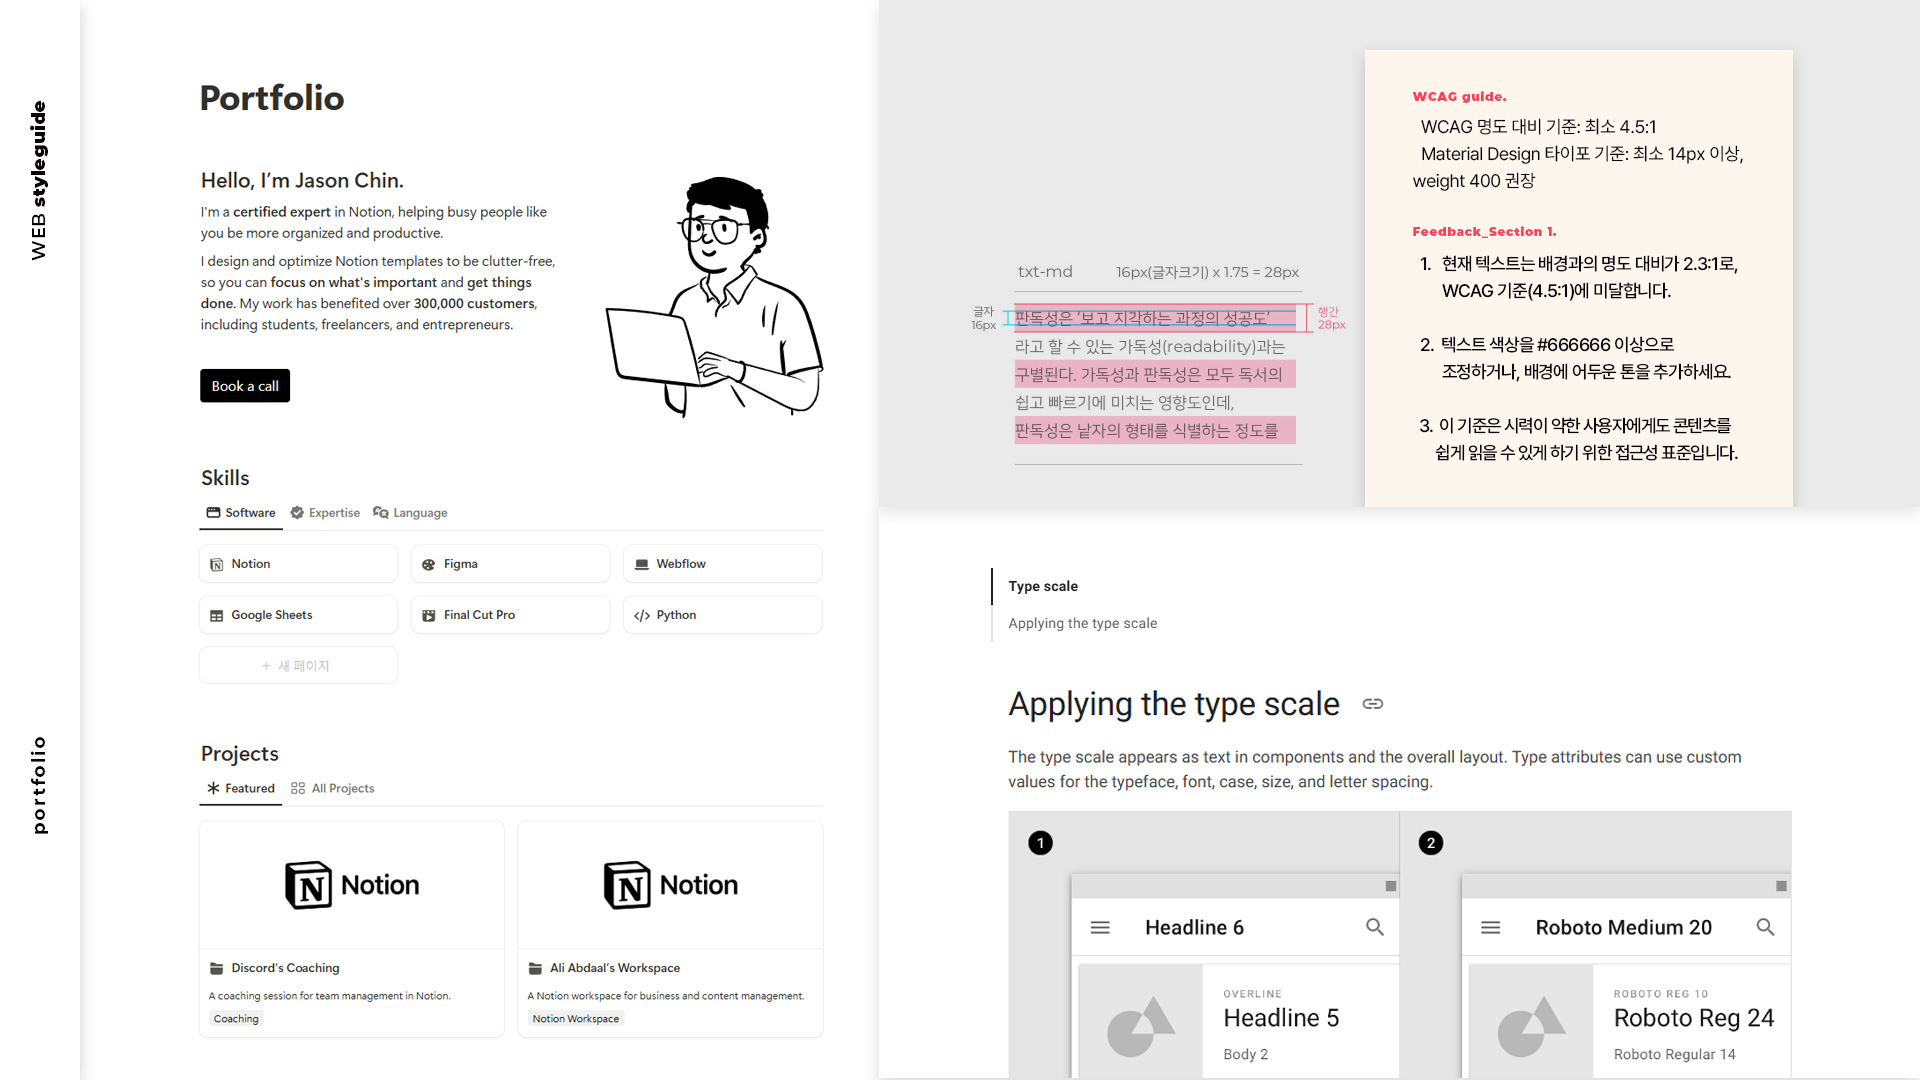 WEB styleguide
portfolio
Portfolio
Hello, I'm Jason Chin.
I'm a certified expert in Notion, helping busy people like
you be more organized and productive.
I design and optimize Notion templates to be clutter-free,
so you can focus on what's important and get things
done. My work has benefited over 300,000 customers,
including students, freelancers, and entrepreneurs.
Book a call
Skills
Software Expertise Language
Notion Figma Webflow
Google Sheets Final Cut Pro </> Python
+ 새 페이지
Projects
Featured All Projects
Notion Notion
Discord's Coaching
A coaching session for team management in Notion.
Coaching
Ali Abdaal's Workspace
A Notion workspace for business and content management.
Notion Workspace
txt-md 16px(글자크기) x 1.75 = 28px
글자
16px
행간
28px
판독성은 '보고 지각하는 과정의 성공도'
라고 할 수 있는 가독성(readability)과는
구별된다. 가독성과 판독성은 모두 독서의
쉽고 빠르기에 미치는 영향도인데,
판독성은 낱자의 형태를 식별하는 정도를
WCAG guide.
WCAG 명도 대비 기준: 최소 4.5:1
Material Design 타이포 기준: 최소 14px 이상,
weight 400 권장
Feedback_Section 1.
1. 현재 텍스트는 배경과의 명도 대비가 2.3:1로,
WCAG 기준(4.5:1)에 미달합니다.
2. 텍스트 색상을 #666666 이상으로
조정하거나, 배경에 어두운 톤을 추가하세요.
3. 이 기준은 시력이 약한 사용자에게도 콘텐츠를
쉽게 읽을 수 있게 하기 위한 접근성 표준입니다.
Type scale
Applying the type scale
Applying the type scale
The type scale appears as text in components and the overall layout. Type attributes can use custom
values for the typeface, font, case, size, and letter spacing.
1
Headline 6
OVERLINE
Headline 5
Body 2
2
Roboto Medium 20
ROBOTO REG 10
Roboto Reg 24
Roboto Regular 14